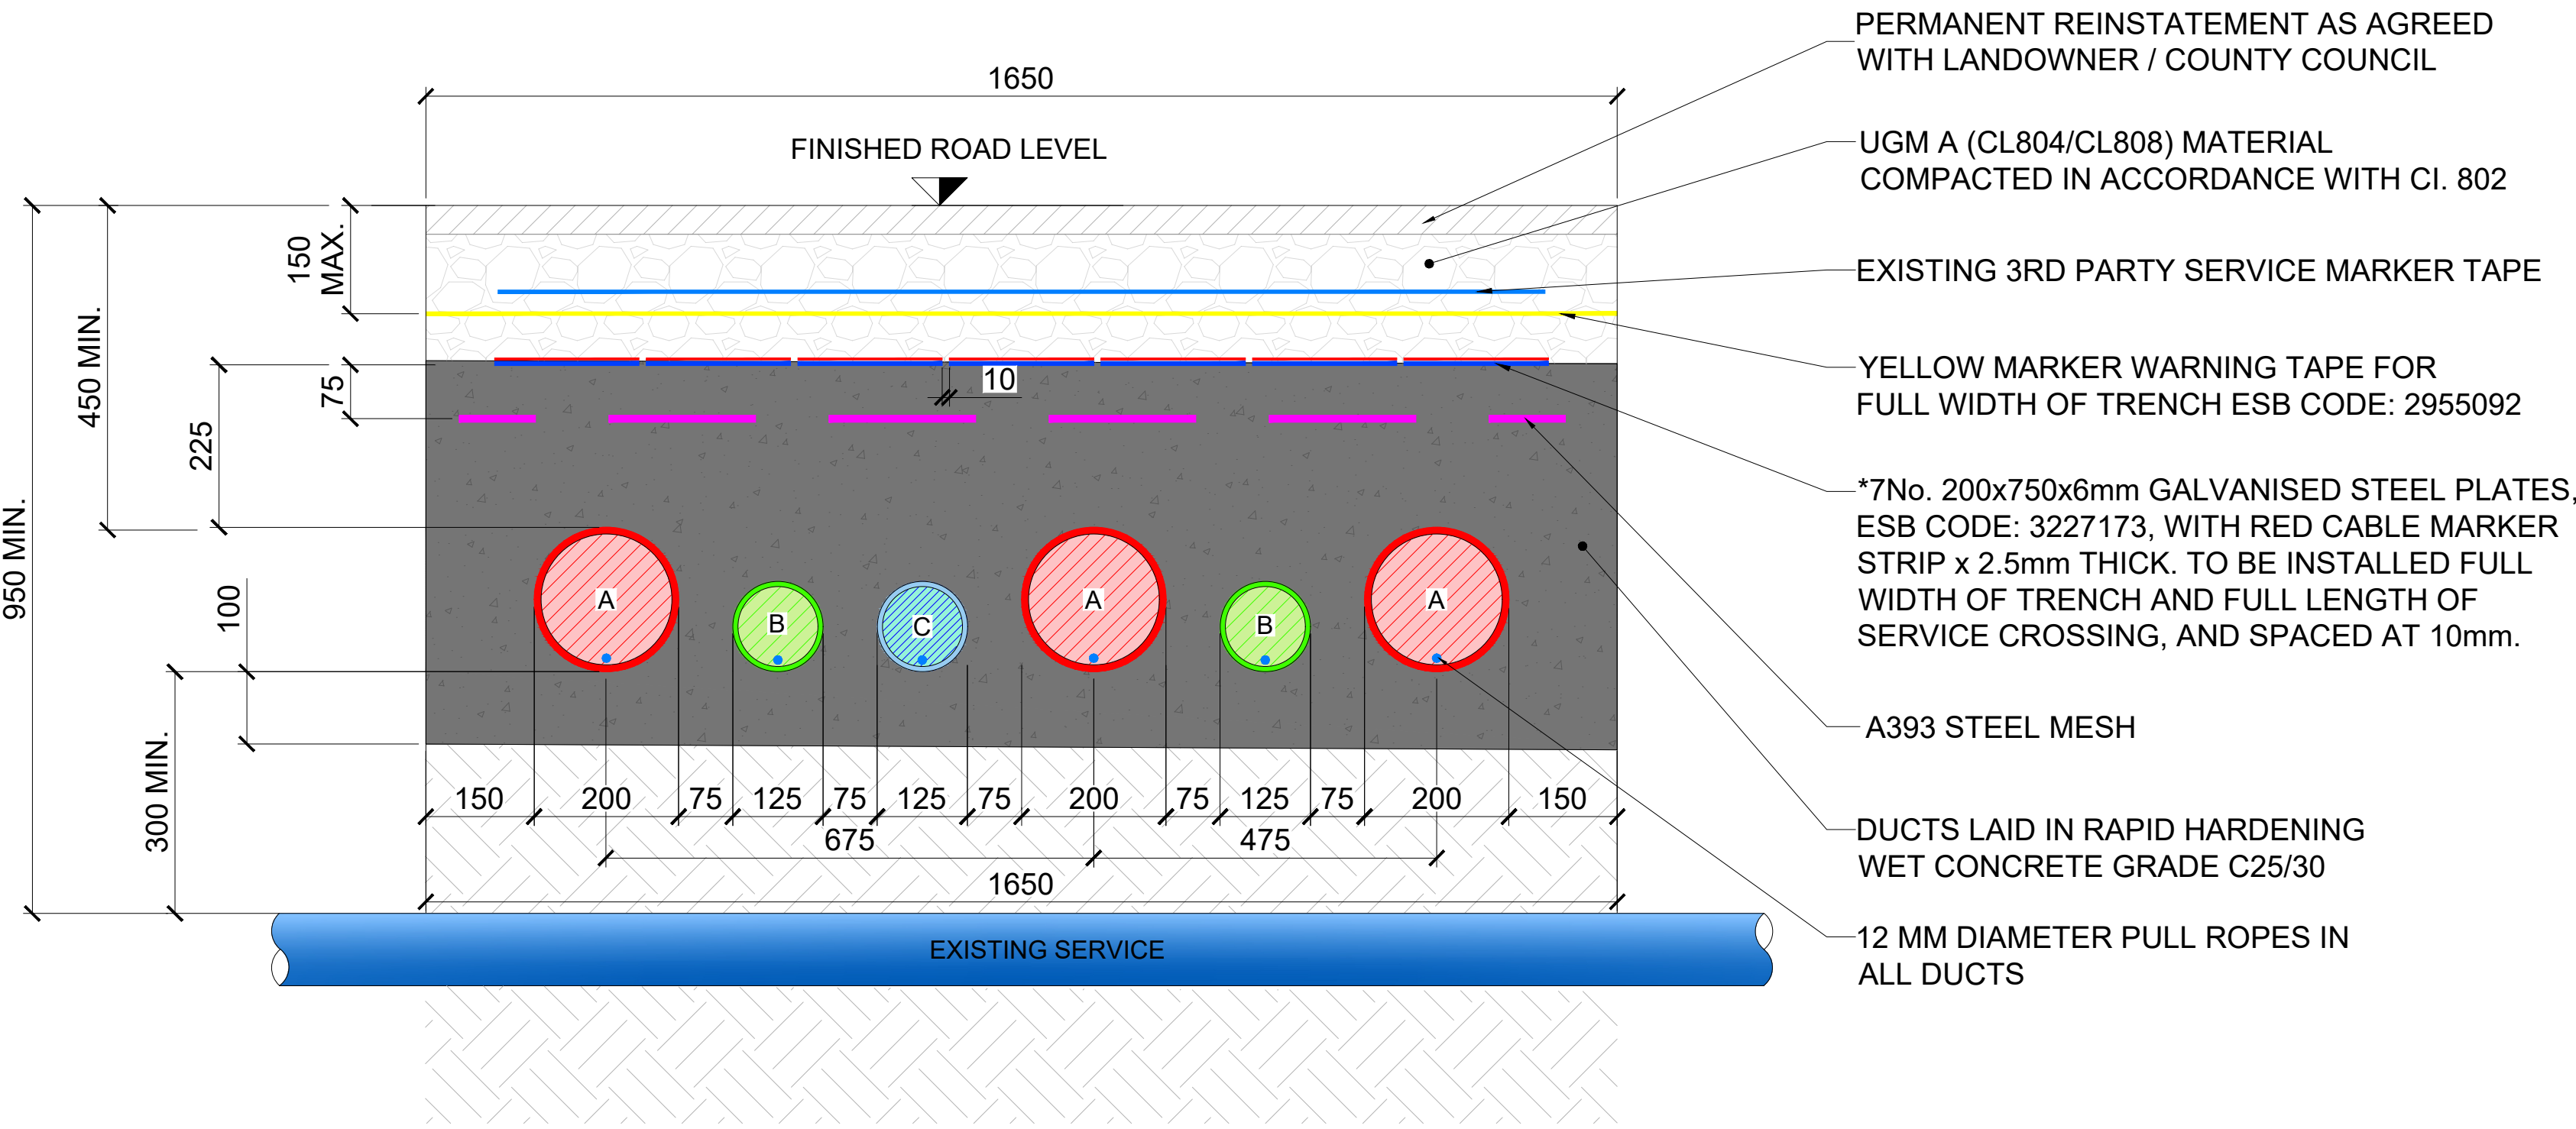 PERMANENT REINSTATEMENT AS AGREED
WITH LANDOWNER / COUNTY COUNCIL
1650
FINISHED ROAD LEVEL
UGM A (CL804/CL808) MATERIAL
COMPACTED IN ACCORDANCE WITH Cl. 802
150
MAX.
EXISTING 3RD PARTY SERVICE MARKER TAPE
450 MIN.
75
10
YELLOW MARKER WARNING TAPE FOR
FULL WIDTH OF TRENCH ESB CODE: 2955092
225
*7No. 200x750x6mm GALVANISED STEEL PLATES,
ESB CODE: 3227173, WITH RED CABLE MARKER
STRIP x 2.5mm THICK. TO BE INSTALLED FULL
WIDTH OF TRENCH AND FULL LENGTH OF
SERVICE CROSSING, AND SPACED AT 10mm.
950 MIN.
100
A B C A B A
A393 STEEL MESH
300 MIN.
150 200 75 125 75 125 75 200 75 125 75 200 150
675 475
DUCTS LAID IN RAPID HARDENING
WET CONCRETE GRADE C25/30
1650
EXISTING SERVICE
12 MM DIAMETER PULL ROPES IN
ALL DUCTS